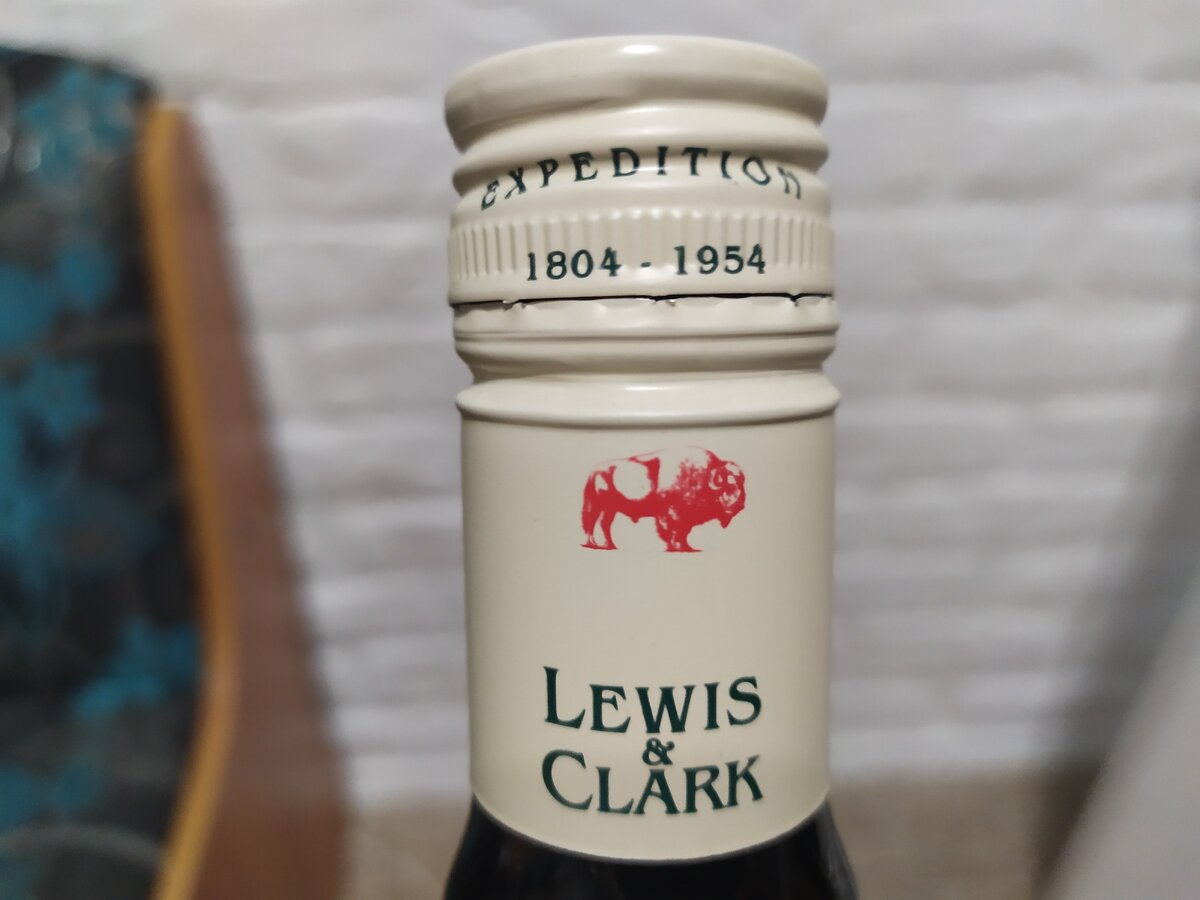 EXPEDITION
1804 - 1954
LEWIS
&
CLARK